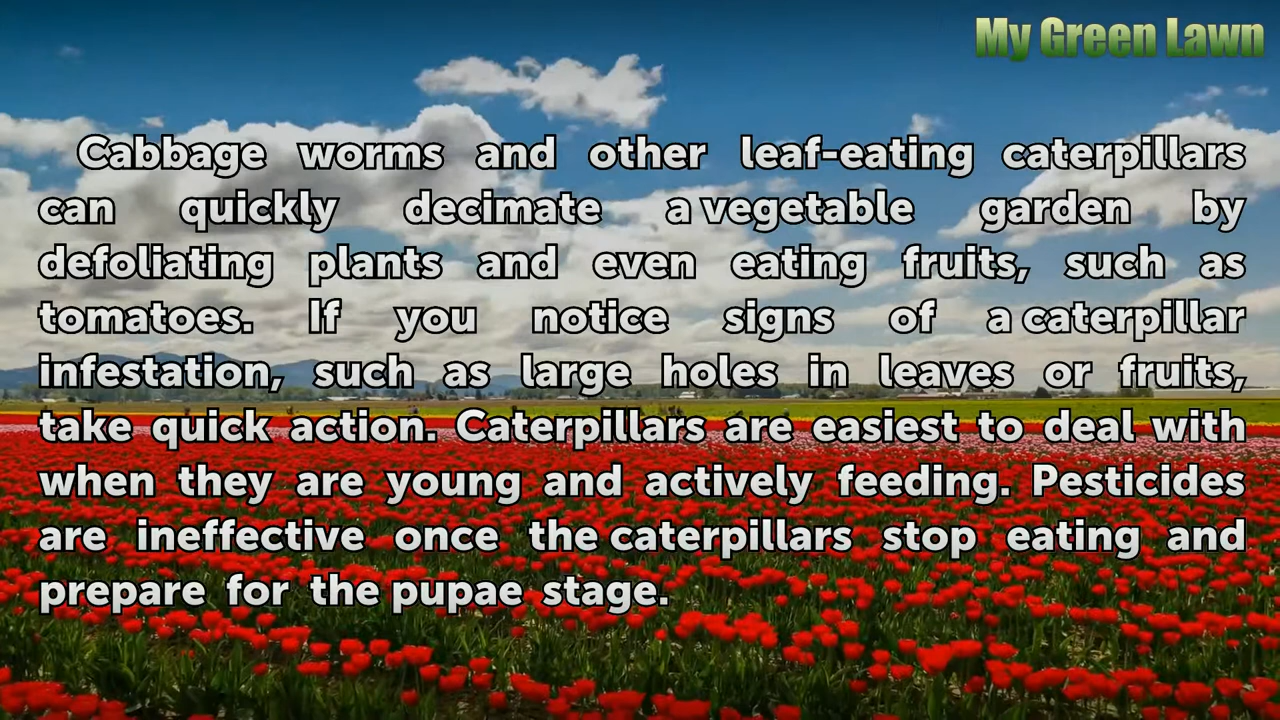 My Green Lawn
Cabbage worms and other leaf-eating caterpillars
can quickly decimate a vegetable garden by
defoliating plants and even eating fruits, such as
tomatoes. If you notice signs of a caterpillar
infestation, such as large holes in leaves or fruits,
take quick action. Caterpillars are easiest to deal with
when they are young and actively feeding. Pesticides
are ineffective once the caterpillars stop eating and
prepare for the pupae stage.